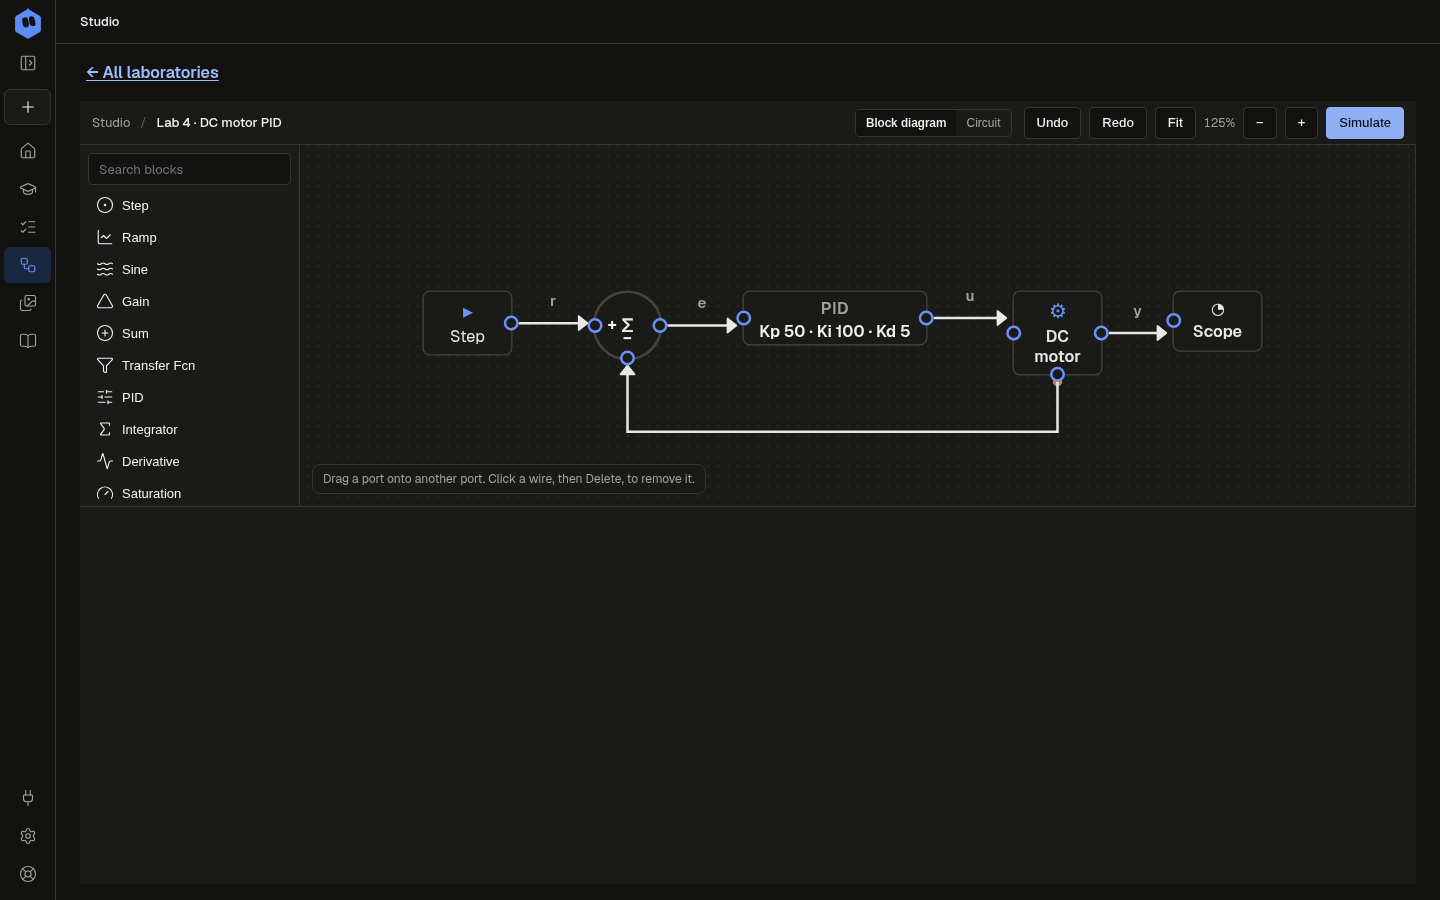 Studio
← All laboratories
Studio / Lab 4 · DC motor PID
Block diagram
Circuit
Undo
Redo
Fit
125%
−
+
Simulate
Search blocks
Step
Ramp
Sine
Gain
Sum
Transfer Fcn
PID
Integrator
Derivative
Saturation
Step
r
+ Σ
−
e
PID
Kp 50 · Ki 100 · Kd 5
u
DC
motor
y
Scope
Drag a port onto another port. Click a wire, then Delete, to remove it.